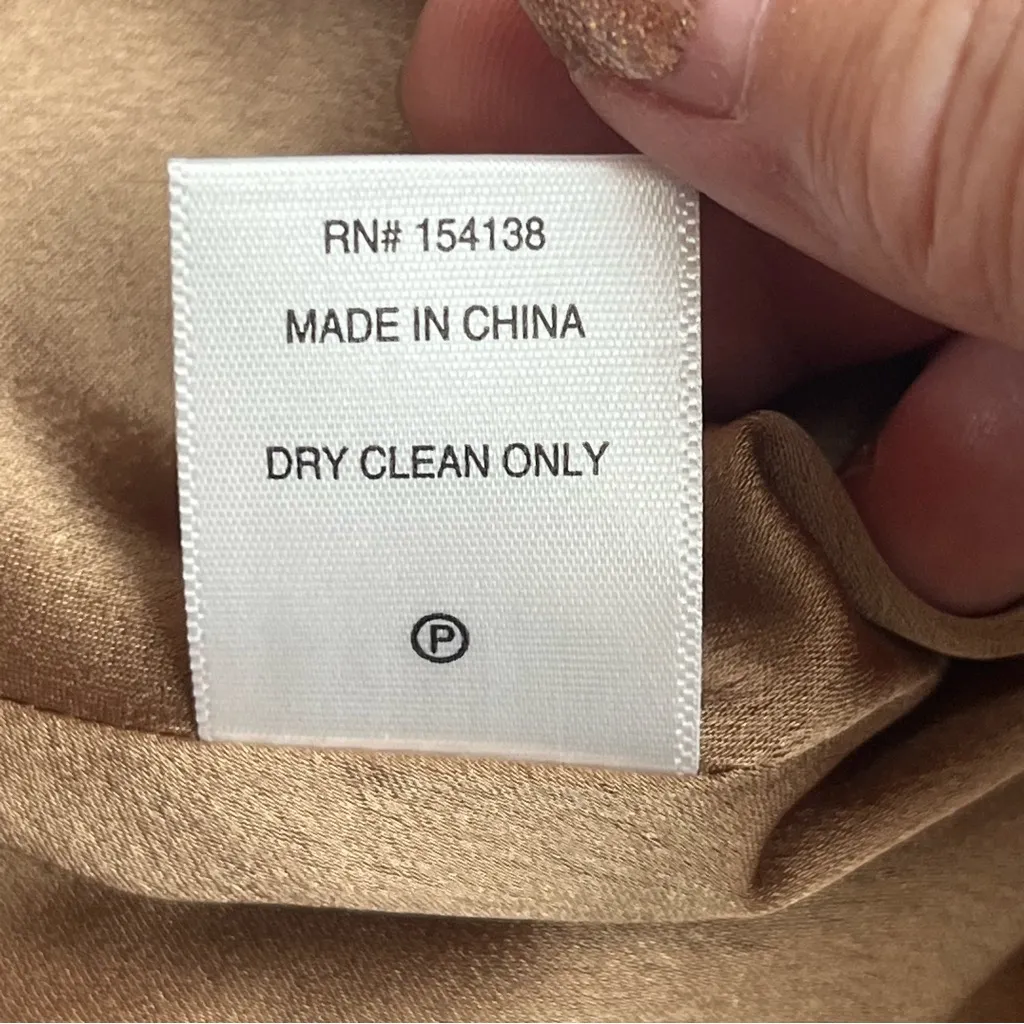 RN# 154138
MADE IN CHINA
DRY CLEAN ONLY
P